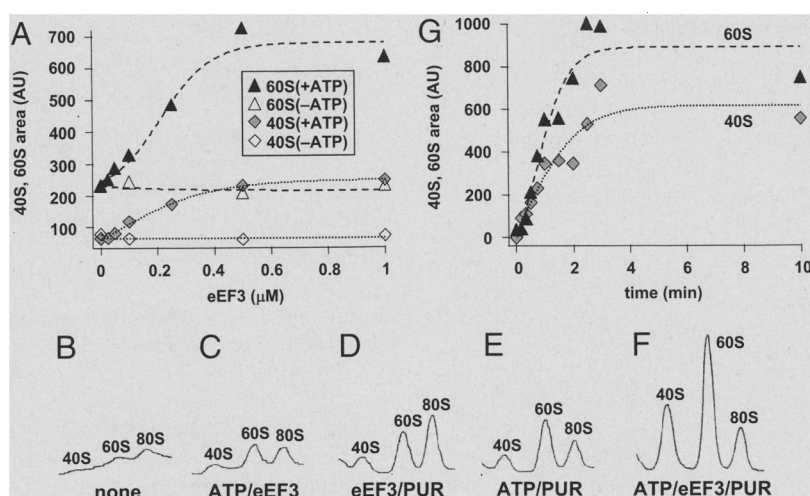 A
40S, 60S area (AU)
700
600
500
400
300
200
100
0
0.2
0.4
0.6
0.8
1
eEF3 (μM)
60S(+ATP)
60S(−ATP)
40S(+ATP)
40S(−ATP)
G
40S, 60S area (AU)
1000
800
600
400
200
0
0
2
4
6
8
10
time (min)
60S
40S
B
40S
60S
80S
none
C
40S
60S
80S
ATP/eEF3
D
40S
60S
80S
eEF3/PUR
E
40S
60S
80S
ATP/PUR
F
40S
60S
80S
ATP/eEF3/PUR